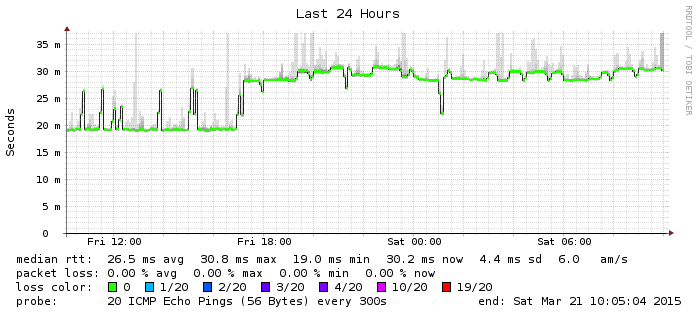 Last 24 Hours
RRDTOOL / TOBI OETIKER
Seconds
35 m
30 m
25 m
20 m
15 m
10 m
5 m
0
Fri 12:00 Fri 18:00 Sat 00:00 Sat 06:00
median rtt: 26.5 ms avg 30.8 ms max 19.0 ms min 30.2 ms now 4.4 ms sd 6.0 am/s
packet loss: 0.00 % avg 0.00 % max 0.00 % min 0.00 % now
loss color: 0 1/20 2/20 3/20 4/20 10/20 19/20
probe: 20 ICMP Echo Pings (56 Bytes) every 300s end: Sat Mar 21 10:05:04 2015